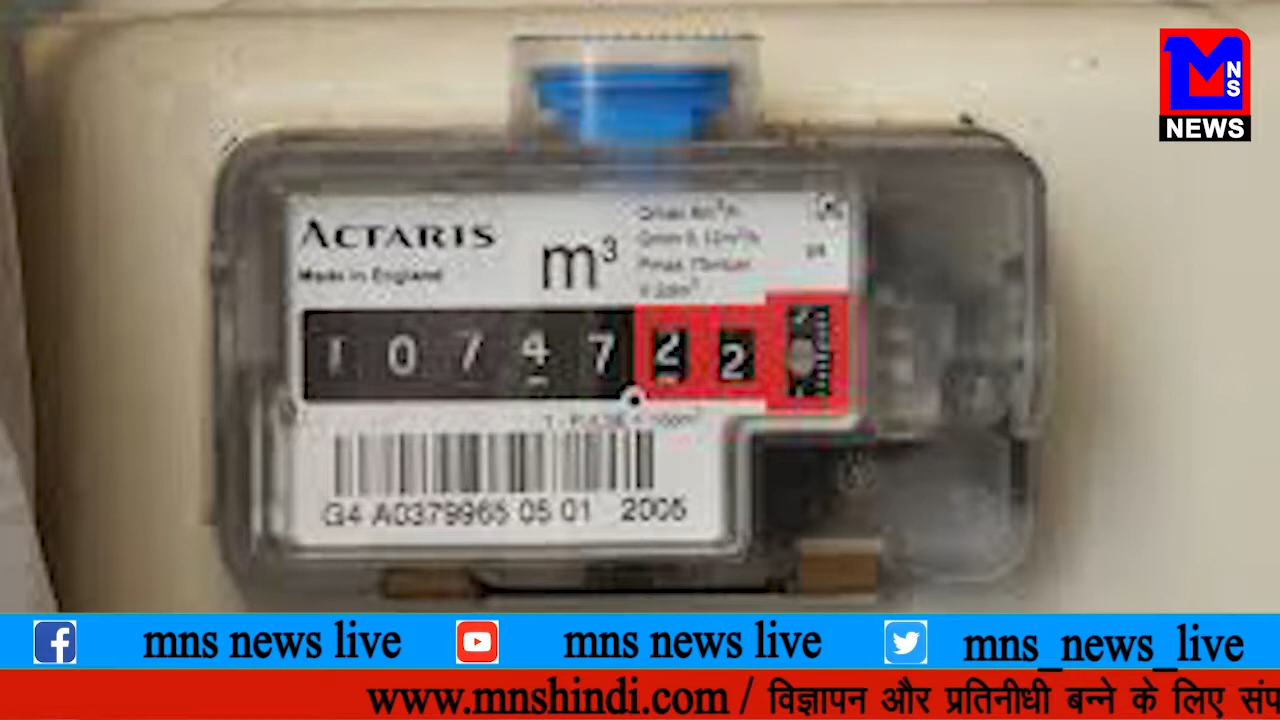 MNS
NEWS
ACTARIS
Made in England
m³
1 0 7 4 7 2 2
G4 A0379965 05 01 2005
mns news live
mns news live
mns_news_live
www.mnshindi.com / विज्ञापन और प्रतिनीधी बन्ने के लिए संप